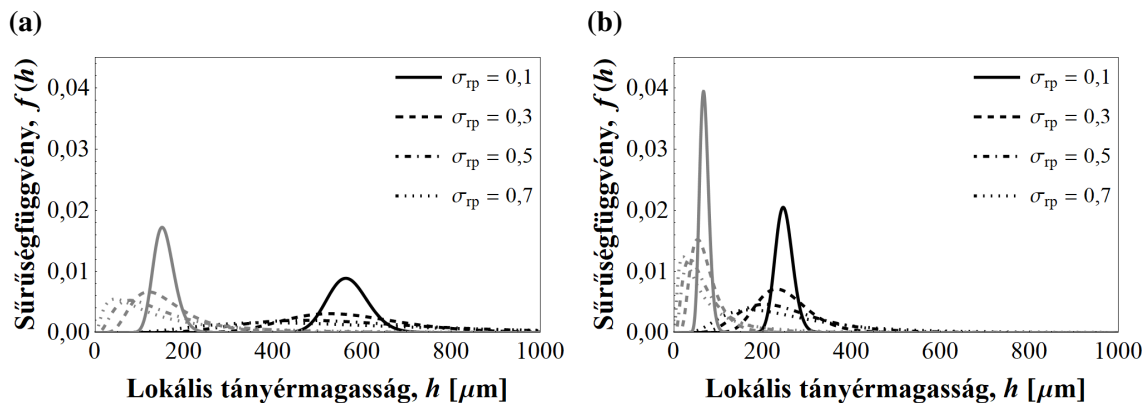 (a)
Sűrűségfüggvény, f(h)
0,04
0,03
0,02
0,01
0,00
σrp = 0,1
σrp = 0,3
σrp = 0,5
σrp = 0,7
0 200 400 600 800 1000
Lokális tányérmagasság, h [μm]
(b)
Sűrűségfüggvény, f(h)
0,04
0,03
0,02
0,01
0,00
σrp = 0,1
σrp = 0,3
σrp = 0,5
σrp = 0,7
0 200 400 600 800 1000
Lokális tányérmagasság, h [μm]